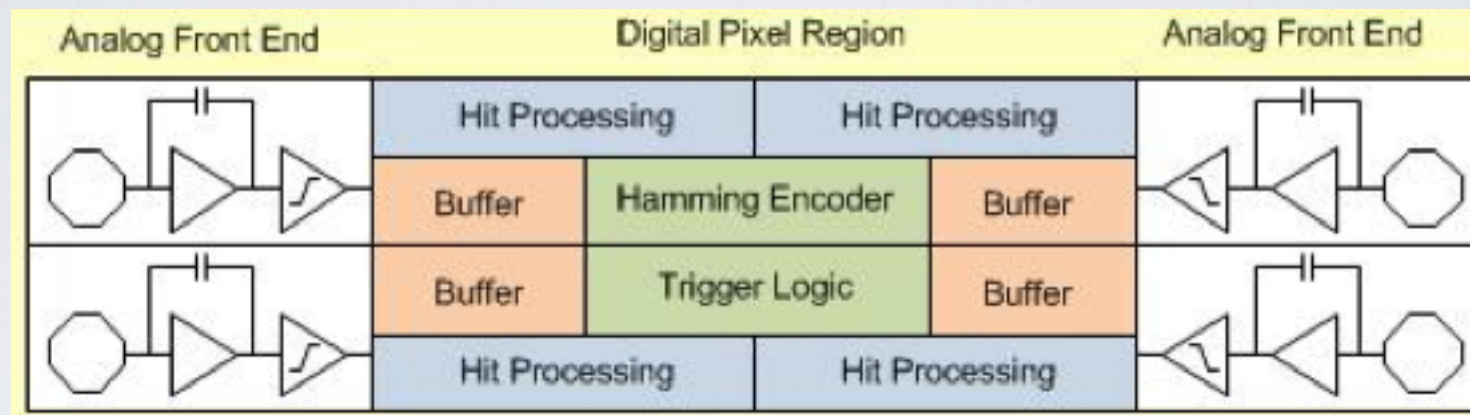 Analog Front End Digital Pixel Region Analog Front End
Hit Processing Hit Processing
Buffer Hamming Encoder Buffer
Buffer Trigger Logic Buffer
Hit Processing Hit Processing